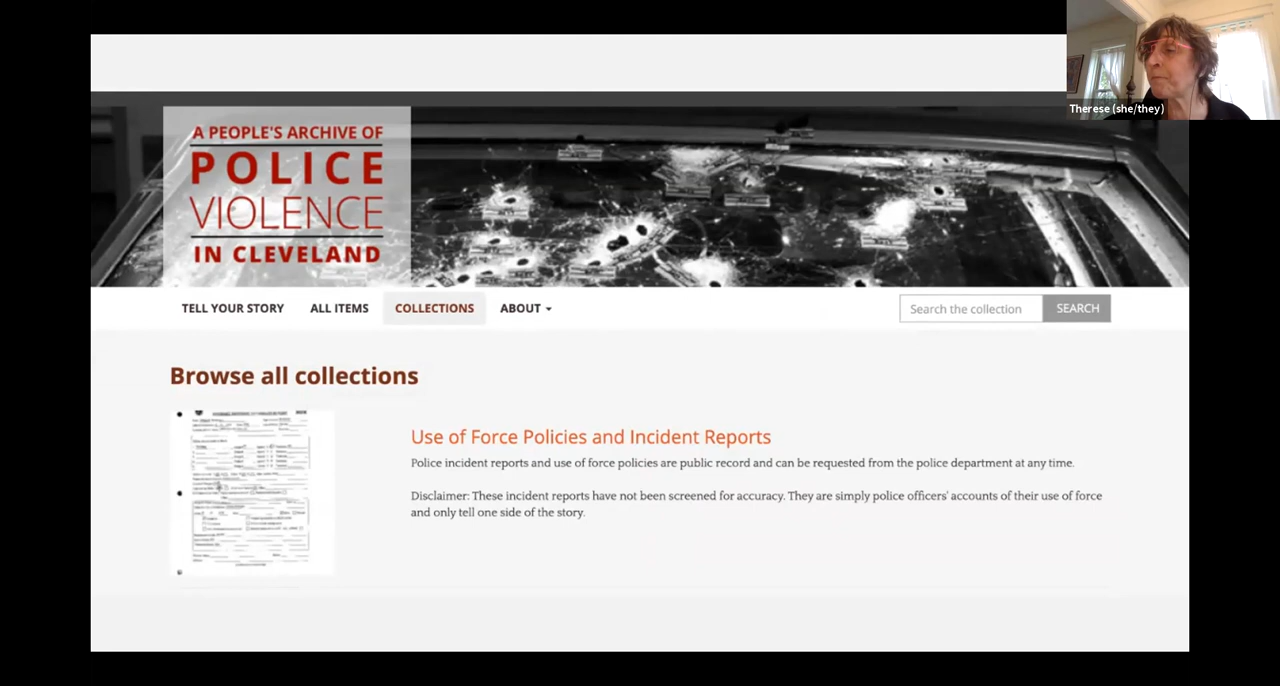 Therese (she/they)
A PEOPLE'S ARCHIVE OF
POLICE
VIOLENCE
IN CLEVELAND
TELL YOUR STORY
ALL ITEMS
COLLECTIONS
ABOUT
Search the collection
SEARCH
Browse all collections
Use of Force Policies and Incident Reports
Police incident reports and use of force policies are public record and can be requested from the police department at any time.
Disclaimer: These incident reports have not been screened for accuracy. They are simply police officers' accounts of their use of force
and only tell one side of the story.